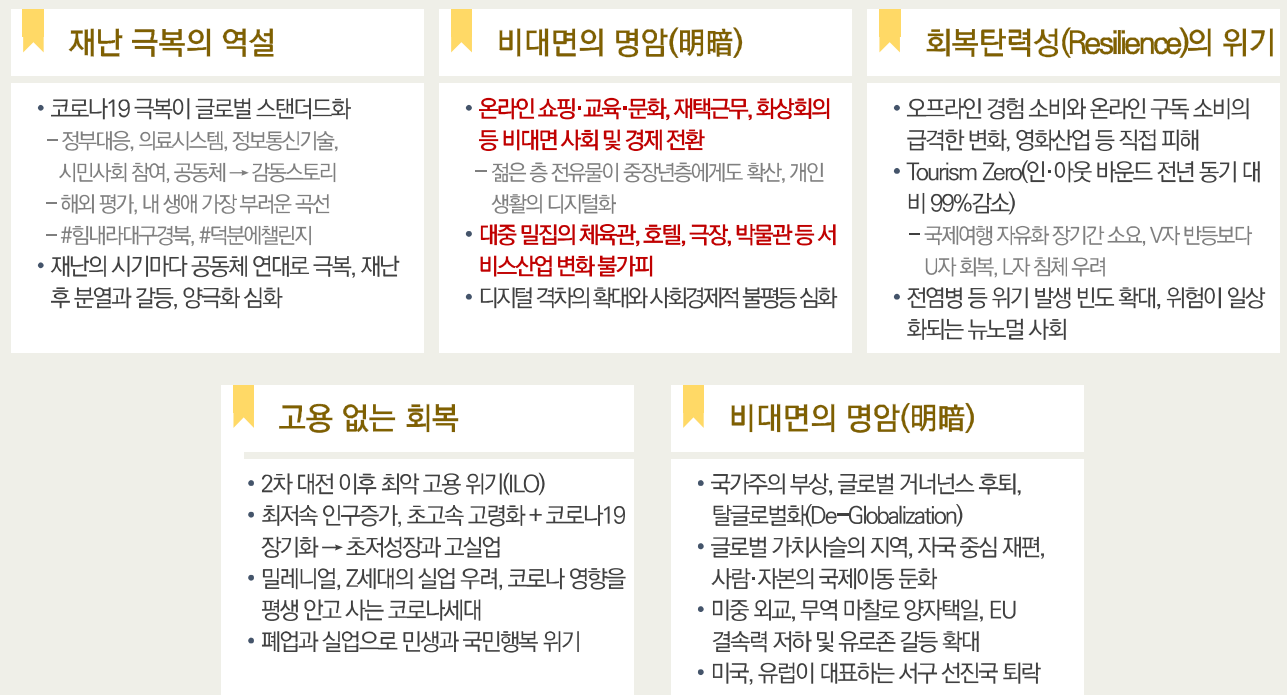 재난 극복의 역설
• 코로나19 극복이 글로벌 스탠더드화
– 정부대응, 의료시스템, 정보통신기술,
시민사회 참여, 공동체 → 감동스토리
– 해외 평가, 내 생애 가장 부러운 곡선
– #힘내라대구경북, #덕분에챌린지
• 재난의 시기마다 공동체 연대로 극복, 재난
후 분열과 갈등, 양극화 심화
비대면의 명암(明暗)
• 온라인 쇼핑·교육·문화, 재택근무, 화상회의
등 비대면 사회 및 경제 전환
– 젊은 층 전유물이 중장년층에게도 확산, 개인
생활의 디지털화
• 대중 밀집의 체육관, 호텔, 극장, 박물관 등 서
비스산업 변화 불가피
• 디지털 격차의 확대와 사회경제적 불평등 심화
회복탄력성(Resilience)의 위기
• 오프라인 경험 소비와 온라인 구독 소비의
급격한 변화, 영화산업 등 직접 피해
• Tourism Zero(인·아웃 바운드 전년 동기 대
비 99%감소)
– 국제여행 자유화 장기간 소요, V자 반등보다
U자 회복, L자 침체 우려
• 전염병 등 위기 발생 빈도 확대, 위험이 일상
화되는 뉴노멀 사회
고용 없는 회복
• 2차 대전 이후 최악 고용 위기(ILO)
• 최저속 인구증가, 초고속 고령화 + 코로나19
장기화 → 초저성장과 고실업
• 밀레니얼, Z세대의 실업 우려, 코로나 영향을
평생 안고 사는 코로나세대
• 폐업과 실업으로 민생과 국민행복 위기
비대면의 명암(明暗)
• 국가주의 부상, 글로벌 거너넌스 후퇴,
탈글로벌화(De-Globalization)
• 글로벌 가치사슬의 지역, 자국 중심 재편,
사람·자본의 국제이동 둔화
• 미중 외교, 무역 마찰로 양자택일, EU
결속력 저하 및 유로존 갈등 확대
• 미국, 유럽이 대표하는 서구 선진국 퇴락